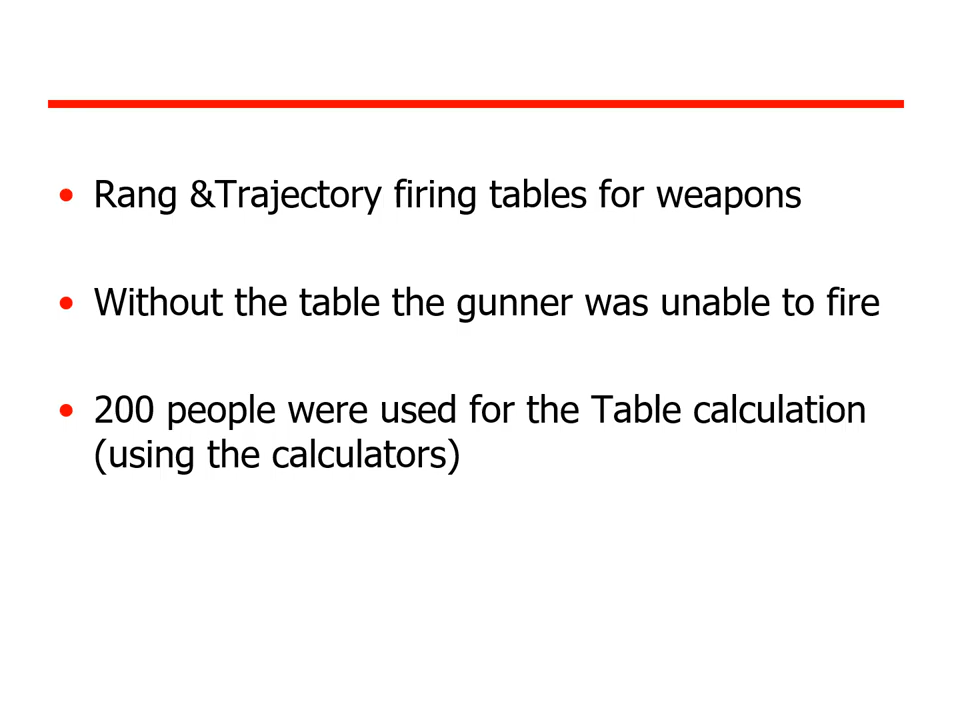 • Rang &Trajectory firing tables for weapons
• Without the table the gunner was unable to fire
• 200 people were used for the Table calculation
(using the calculators)